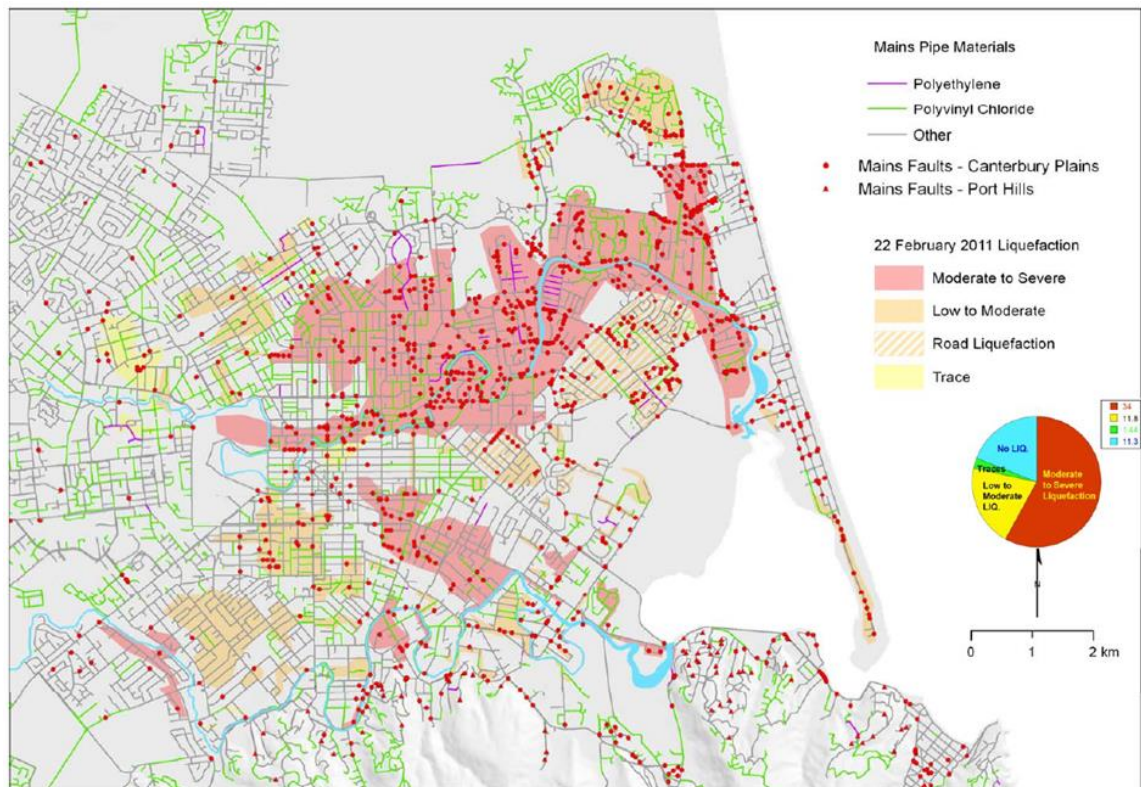 Mains Pipe Materials
Polyethylene
Polyvinyl Chloride
Other
Mains Faults - Canterbury Plains
Mains Faults - Port Hills
22 February 2011 Liquefaction
Moderate to Severe
Low to Moderate
Road Liquefaction
Trace
34
11.8
11.3
No LIQ.
Traces
Low to
Moderate
LIQ.
Moderate
to Severe
Liquefaction
N
0 1 2 km